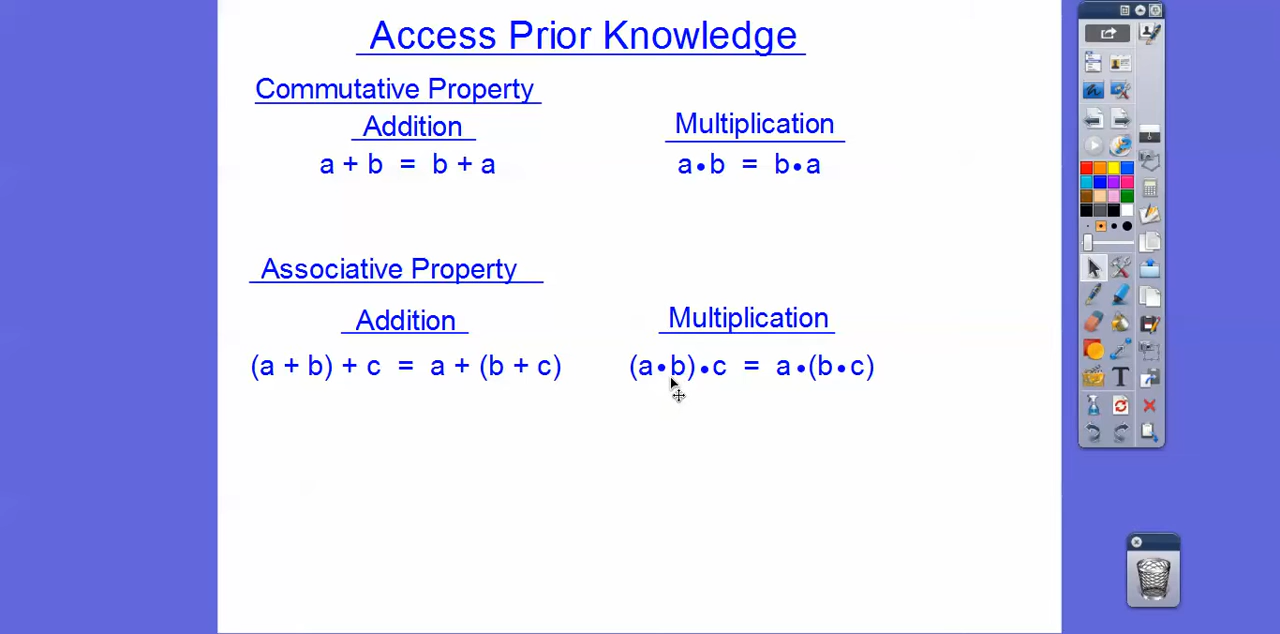 Access Prior Knowledge
Commutative Property
Addition Multiplication
a + b = b + a a•b = b•a
Associative Property
Addition Multiplication
(a + b) + c = a + (b + c) (a•b)•c = a•(b•c)